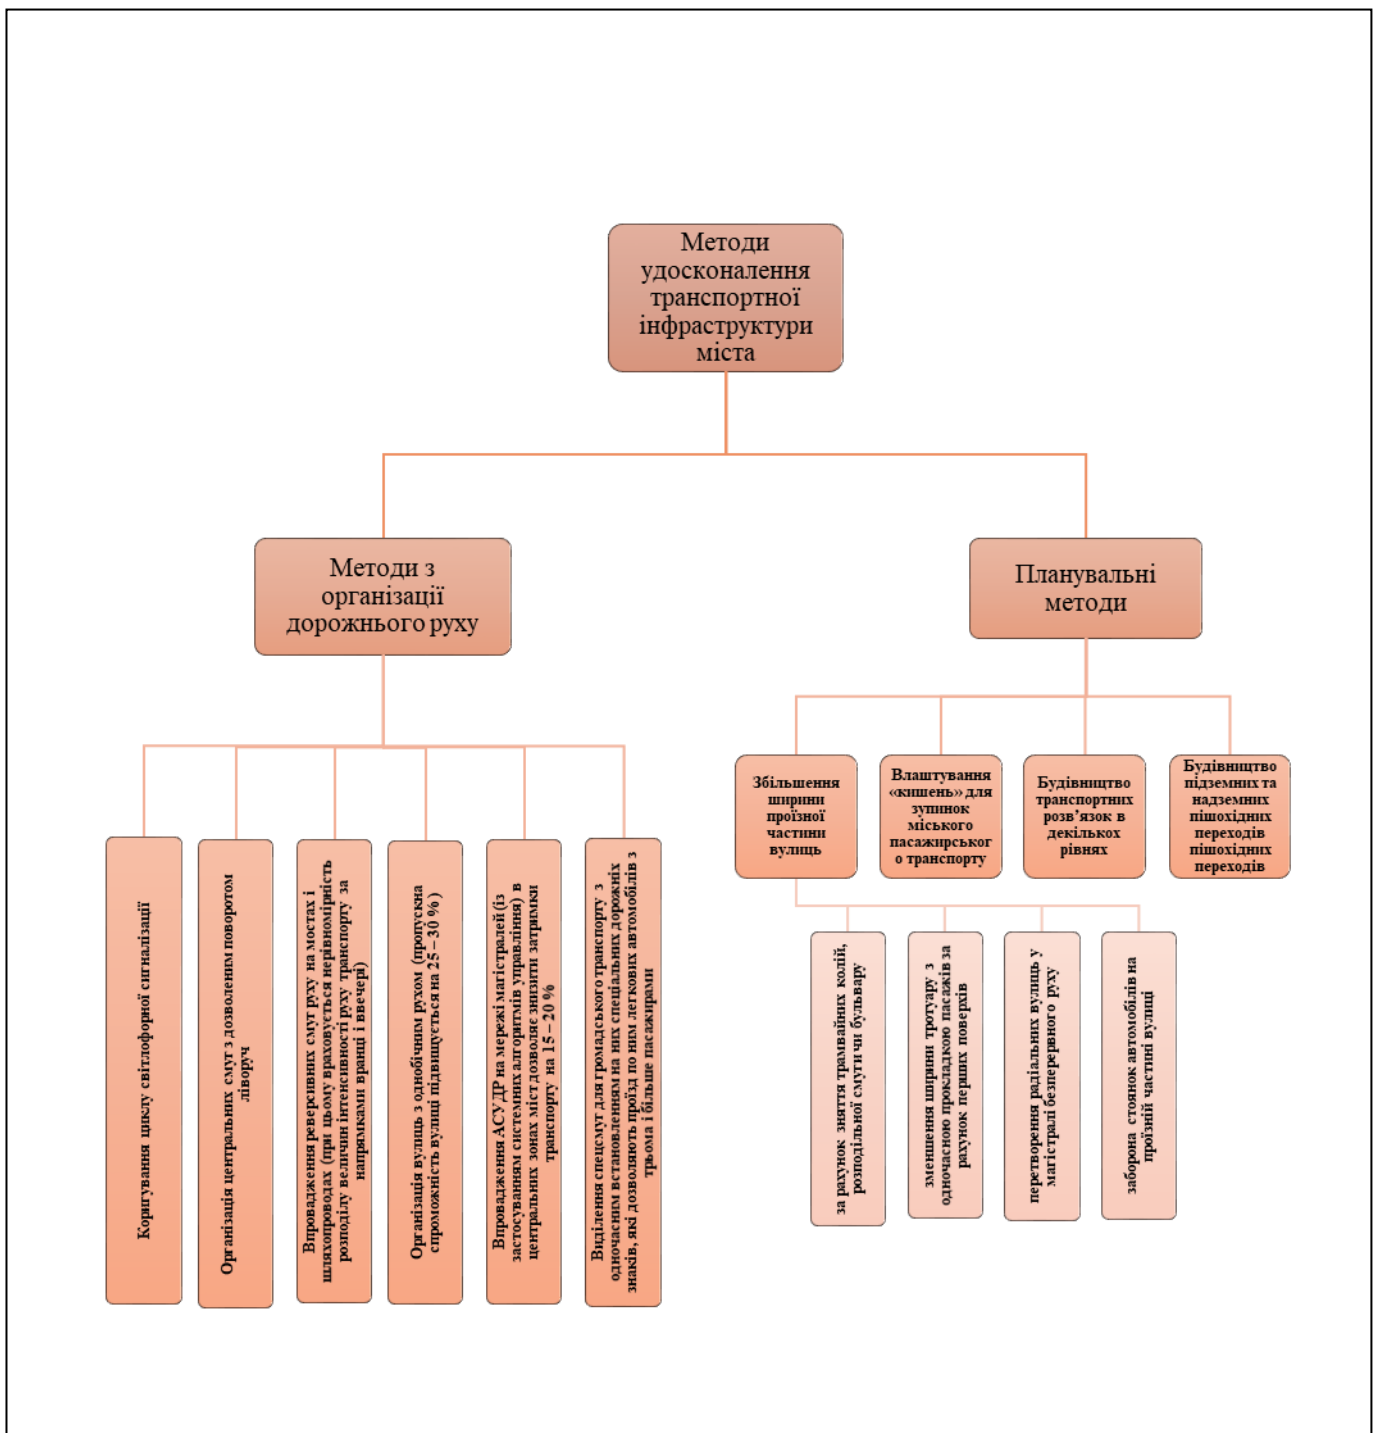 Методи
удосконалення
транспортної
інфраструктури
міста
Методи з
організації
дорожнього руху
Планувальні
методи
Коригування циклу світлофорної сигналізації
Організація центральних смут з дозволеним поворотом
ліворуч
Впровадження реверсивних смуг руху на мостах і
шляхопроводах (при цьому враховується нерівномірність
розподілу величин інтенсивності руху транспорту за
напрямками вранці і ввечері)
Організація вулиць з однобічним рухом (пропускна
спроможність вулиці підвищується на 25 – 30 %)
Впровадження АСУДР на мережі магістралей (із
застосуванням системних алгоритмів управління) в
центральних зонах міст дозволяє знизити затримки
транспорту на 15 – 20 %
Виділення спецсмуг для громадського транспорту з
одночасним встановленням на них спеціальних дорожніх
знаків, які дозволяють проїзд по ним легкових автомобілів з
трьома і більше пасажирами
Збільшення
ширини
проїзної
частини
вулиць
Влаштування
«кишень» для
зупинок
міського
пасажирськ
о транспорту
Будівництво
транспортних
розв’язок в
декількох
рівнях
Будівництво
підземних та
надземних
пішохідних
переходів
пішохідних
переходів
за рахунок зняття трамвайних колій,
розподільної смути чи бульвару
зменшення ширини тротуару з
одночасною прокладкою пасажів за
рахунок перших поверхів
перетворення радіальних вулиць у
магістралі безперервного руху
заборона стоянок автомобілів на
проїзній частині вулиці